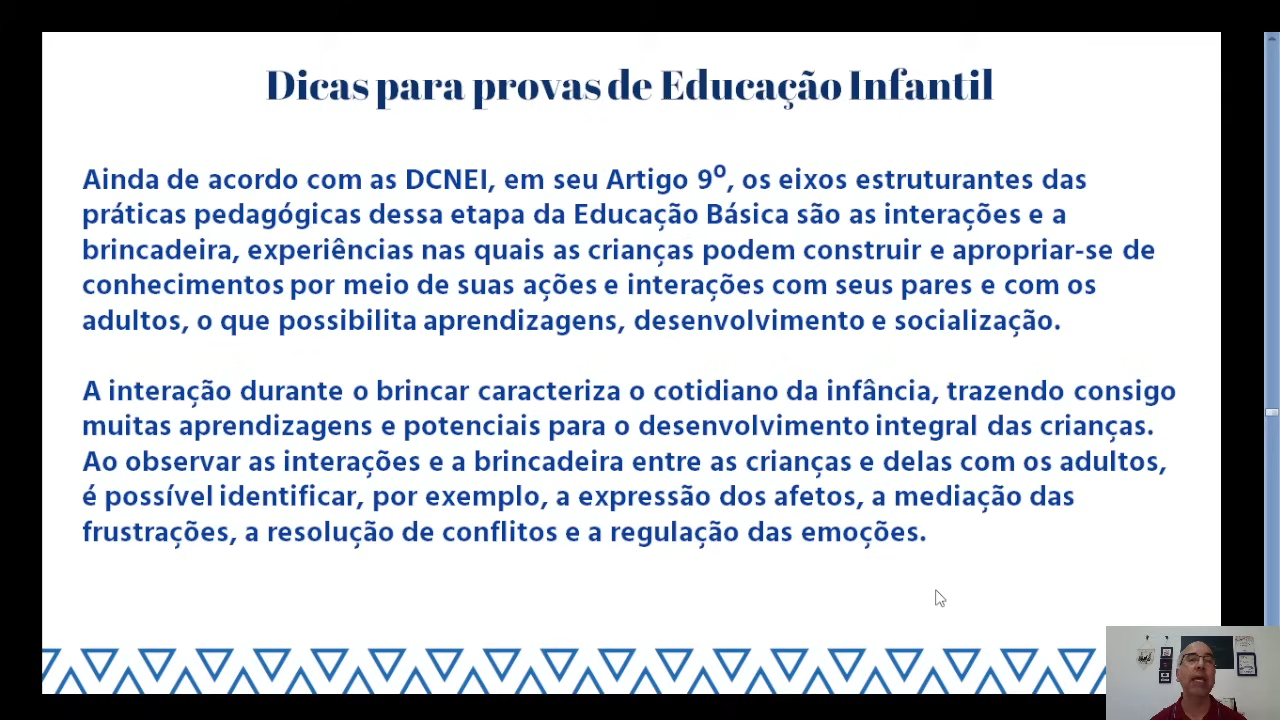 Dicas para provas de Educação Infantil
Ainda de acordo com as DCNEI, em seu Artigo 9º, os eixos estruturantes das
práticas pedagógicas dessa etapa da Educação Básica são as interações e a
brincadeira, experiências nas quais as crianças podem construir e apropriar-se de
conhecimentos por meio de suas ações e interações com seus pares e com os
adultos, o que possibilita aprendizagens, desenvolvimento e socialização.
A interação durante o brincar caracteriza o cotidiano da infância, trazendo consigo
muitas aprendizagens e potenciais para o desenvolvimento integral das crianças.
Ao observar as interações e a brincadeira entre as crianças e delas com os adultos,
é possível identificar, por exemplo, a expressão dos afetos, a mediação das
frustrações, a resolução de conflitos e a regulação das emoções.